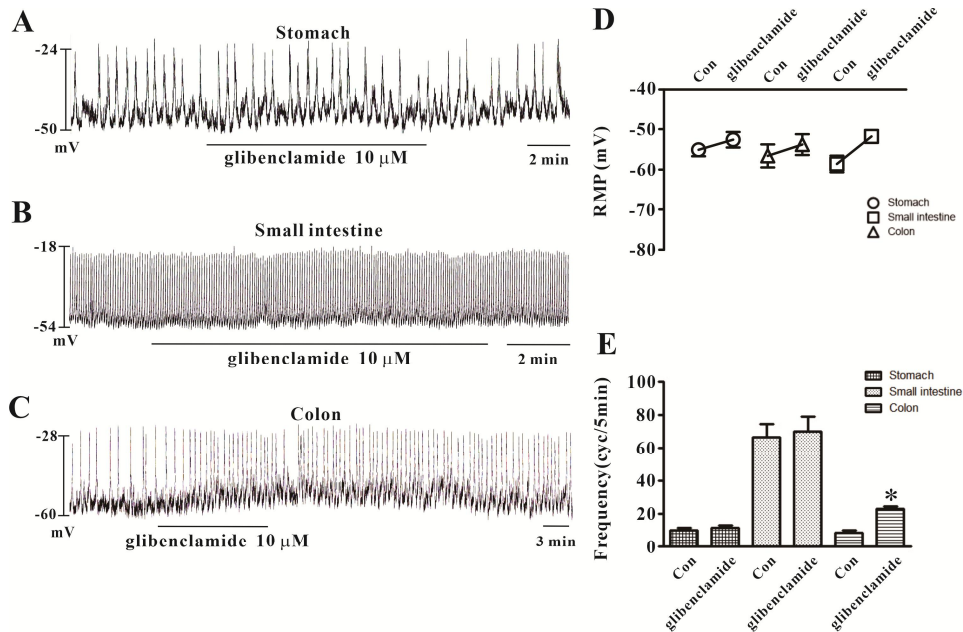 A
Stomach
-24
-50
mV
glibenclamide 10 μM
2 min
B
Small intestine
-18
-54
mV
glibenclamide 10 μM
2 min
C
Colon
-28
-60
mV
glibenclamide 10 μM
3 min
D
Con
glibenclamide
Con
glibenclamide
Con
glibenclamide
RMP (mV)
-40
-50
-60
-70
-80
Stomach
Small intestine
Colon
E
Frequency(cyc/5min)
100
80
60
40
20
0
Stomach
Small intestine
Colon
*
Con
glibenclamide
Con
glibenclamide
Con
glibenclamide